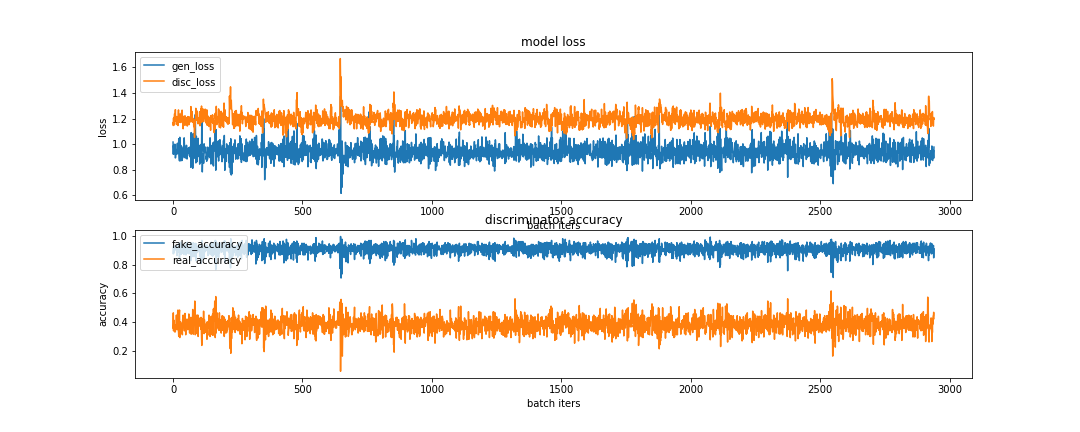 model loss
gen_loss
disc_loss
loss
1.6
1.4
1.2
1.0
0.8
0.6
0
500
1000
1500
2000
2500
3000
batch iters
discriminator accuracy
fake_accuracy
real_accuracy
accuracy
1.0
0.8
0.6
0.4
0.2
0
500
1000
1500
2000
2500
3000
batch iters